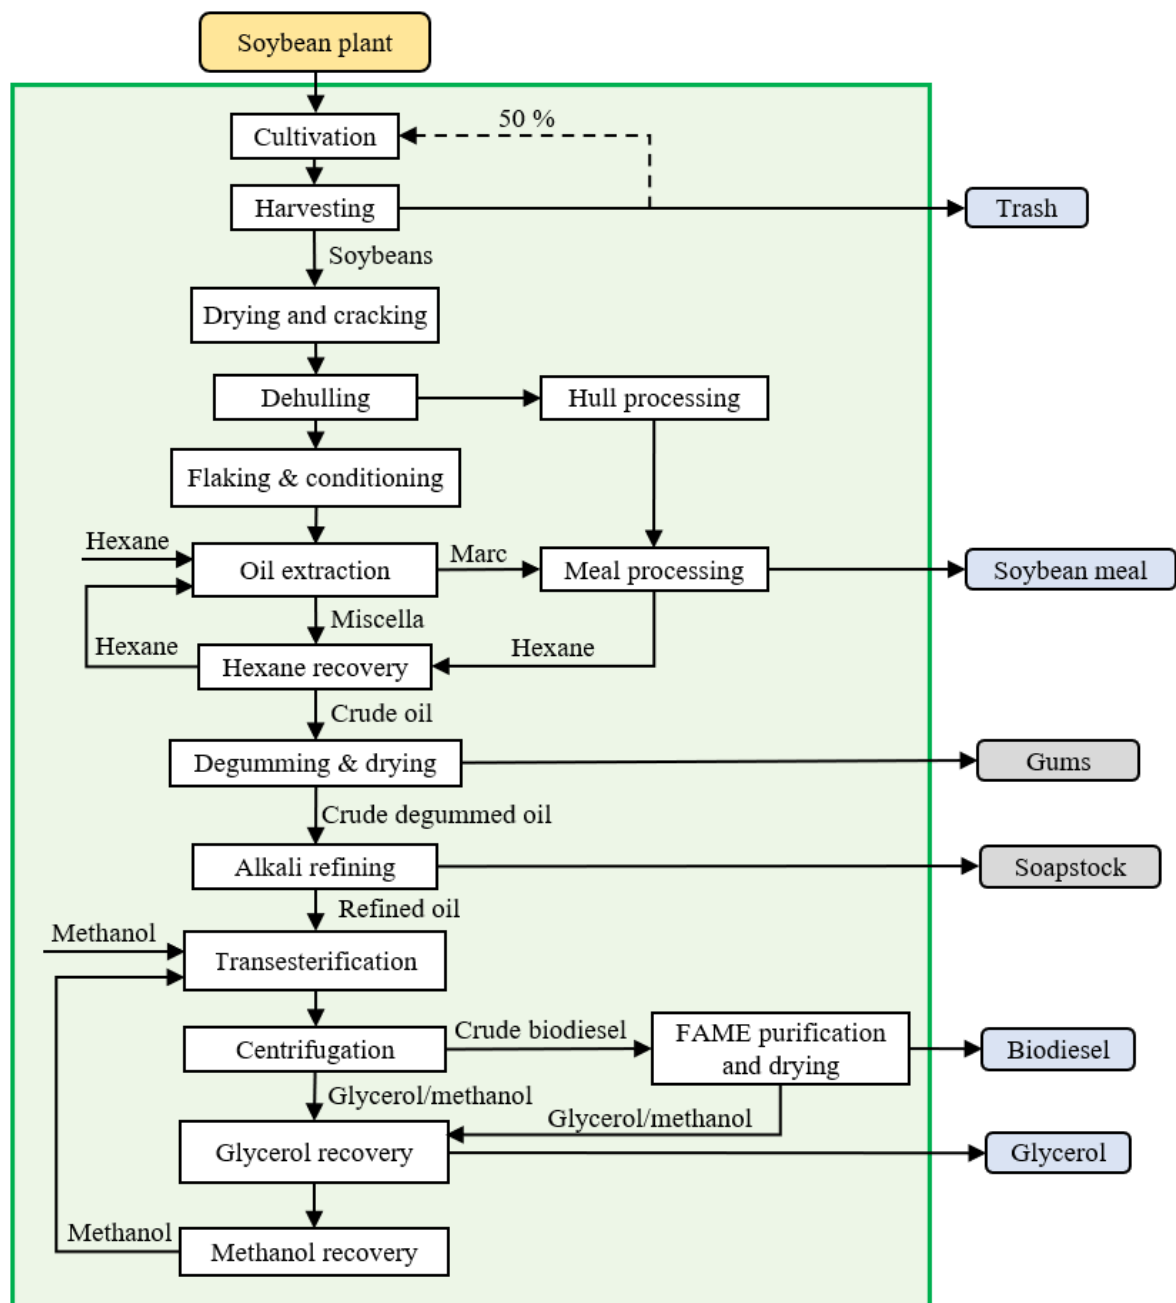 Soybean plant
50 %
Cultivation
Harvesting
Trash
Soybeans
Drying and cracking
Dehulling
Hull processing
Flaking & conditioning
Hexane
Marc
Oil extraction
Meal processing
Soybean meal
Miscella
Hexane
Hexane
Hexane recovery
Crude oil
Degumming & drying
Gums
Crude degummed oil
Alkali refining
Soapstock
Refined oil
Methanol
Transesterification
Crude biodiesel
FAME purification
and drying
Centrifugation
Biodiesel
Glycerol/methanol
Glycerol/methanol
Glycerol recovery
Glycerol
Methanol
Methanol recovery